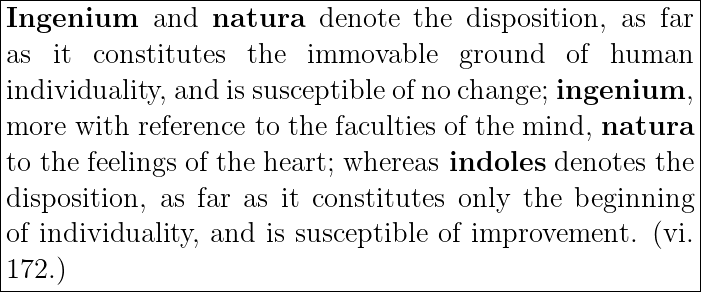 Ingenium and natura denote the disposition, as far
as it constitutes the immovable ground of human
individuality, and is susceptible of no change; ingenium,
more with reference to the faculties of the mind, natura
to the feelings of the heart; whereas indoles denotes the
disposition, as far as it constitutes only the beginning
of individuality, and is susceptible of improvement. (vi.
172.)